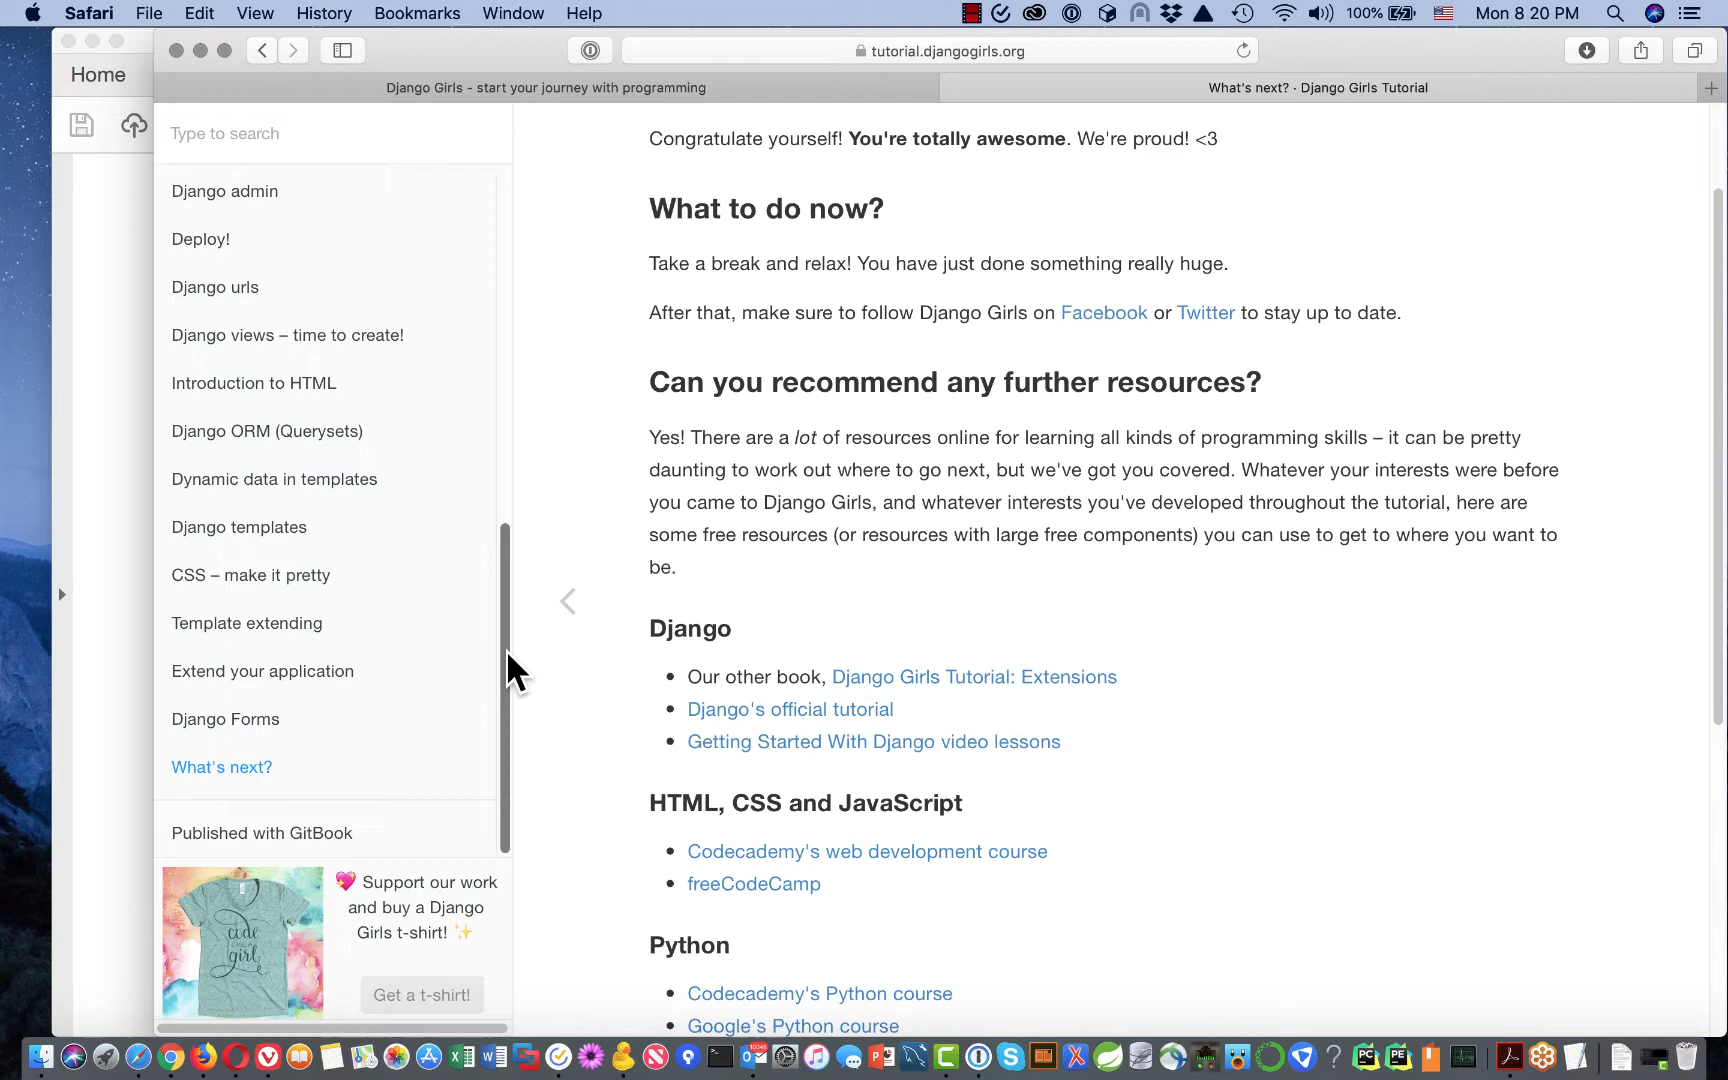 Safari File Edit View History Bookmarks Window Help
100% Mon 8 20 PM
Home
tutorial.djangogirls.org
Django Girls - start your journey with programming
What's next? · Django Girls Tutorial
Type to search
Django admin
Deploy!
Django urls
Django views – time to create!
Introduction to HTML
Django ORM (Querysets)
Dynamic data in templates
Django templates
CSS – make it pretty
Template extending
Extend your application
Django Forms
What's next?
Published with GitBook
code
like a
girl
💖 Support our work
and buy a Django
Girls t-shirt! ✨
Get a t-shirt!
Congratulate yourself! You're totally awesome. We're proud! <3
What to do now?
Take a break and relax! You have just done something really huge.
After that, make sure to follow Django Girls on Facebook or Twitter to stay up to date.
Can you recommend any further resources?
Yes! There are a lot of resources online for learning all kinds of programming skills – it can be pretty
daunting to work out where to go next, but we've got you covered. Whatever your interests were before
you came to Django Girls, and whatever interests you've developed throughout the tutorial, here are
some free resources (or resources with large free components) you can use to get to where you want to
be.
Django
• Our other book, Django Girls Tutorial: Extensions
• Django's official tutorial
• Getting Started With Django video lessons
HTML, CSS and JavaScript
• Codecademy's web development course
• freeCodeCamp
Python
• Codecademy's Python course
• Google's Python course